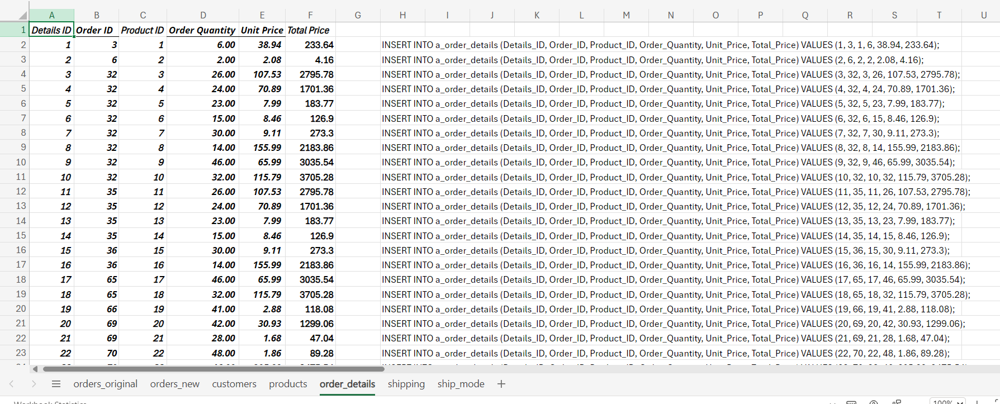 A B C D E F G H I J K L M N O P Q R S T U
1 Details ID Order ID Product ID Order Quantity Unit Price Total Price
2 1 3 1 6.00 38.94 233.64 INSERT INTO a_order_details (Details_ID, Order_ID, Product_ID, Order_Quantity, Unit_Price, Total_Price) VALUES (1, 3, 1, 6, 38.94, 233.64);
3 2 6 2 2.00 2.08 4.16 INSERT INTO a_order_details (Details_ID, Order_ID, Product_ID, Order_Quantity, Unit_Price, Total_Price) VALUES (2, 6, 2, 2, 2.08, 4.16);
4 3 32 3 26.00 107.53 2795.78 INSERT INTO a_order_details (Details_ID, Order_ID, Product_ID, Order_Quantity, Unit_Price, Total_Price) VALUES (3, 32, 3, 26, 107.53, 2795.78);
5 4 32 4 24.00 70.89 1701.36 INSERT INTO a_order_details (Details_ID, Order_ID, Product_ID, Order_Quantity, Unit_Price, Total_Price) VALUES (4, 32, 4, 24, 70.89, 1701.36);
6 5 32 5 23.00 7.99 183.77 INSERT INTO a_order_details (Details_ID, Order_ID, Product_ID, Order_Quantity, Unit_Price, Total_Price) VALUES (5, 32, 5, 23, 7.99, 183.77);
7 6 32 6 15.00 8.46 126.9 INSERT INTO a_order_details (Details_ID, Order_ID, Product_ID, Order_Quantity, Unit_Price, Total_Price) VALUES (6, 32, 6, 15, 8.46, 126.9);
8 7 32 7 30.00 9.11 273.3 INSERT INTO a_order_details (Details_ID, Order_ID, Product_ID, Order_Quantity, Unit_Price, Total_Price) VALUES (7, 32, 7, 30, 9.11, 273.3);
9 8 32 8 14.00 155.99 2183.86 INSERT INTO a_order_details (Details_ID, Order_ID, Product_ID, Order_Quantity, Unit_Price, Total_Price) VALUES (8, 32, 8, 14, 155.99, 2183.86);
10 9 32 9 46.00 65.99 3035.54 INSERT INTO a_order_details (Details_ID, Order_ID, Product_ID, Order_Quantity, Unit_Price, Total_Price) VALUES (9, 32, 9, 46, 65.99, 3035.54);
11 10 32 10 32.00 115.79 3705.28 INSERT INTO a_order_details (Details_ID, Order_ID, Product_ID, Order_Quantity, Unit_Price, Total_Price) VALUES (10, 32, 10, 32, 115.79, 3705.28);
12 11 35 11 26.00 107.53 2795.78 INSERT INTO a_order_details (Details_ID, Order_ID, Product_ID, Order_Quantity, Unit_Price, Total_Price) VALUES (11, 35, 11, 26, 107.53, 2795.78);
13 12 35 12 24.00 70.89 1701.36 INSERT INTO a_order_details (Details_ID, Order_ID, Product_ID, Order_Quantity, Unit_Price, Total_Price) VALUES (12, 35, 12, 24, 70.89, 1701.36);
14 13 35 13 23.00 7.99 183.77 INSERT INTO a_order_details (Details_ID, Order_ID, Product_ID, Order_Quantity, Unit_Price, Total_Price) VALUES (13, 35, 13, 23, 7.99, 183.77);
15 14 35 14 15.00 8.46 126.9 INSERT INTO a_order_details (Details_ID, Order_ID, Product_ID, Order_Quantity, Unit_Price, Total_Price) VALUES (14, 35, 14, 15, 8.46, 126.9);
16 15 36 15 30.00 9.11 273.3 INSERT INTO a_order_details (Details_ID, Order_ID, Product_ID, Order_Quantity, Unit_Price, Total_Price) VALUES (15, 36, 15, 30, 9.11, 273.3);
17 16 36 16 14.00 155.99 2183.86 INSERT INTO a_order_details (Details_ID, Order_ID, Product_ID, Order_Quantity, Unit_Price, Total_Price) VALUES (16, 36, 16, 14, 155.99, 2183.86);
18 17 65 17 46.00 65.99 3035.54 INSERT INTO a_order_details (Details_ID, Order_ID, Product_ID, Order_Quantity, Unit_Price, Total_Price) VALUES (17, 65, 17, 46, 65.99, 3035.54);
19 18 65 18 32.00 115.79 3705.28 INSERT INTO a_order_details (Details_ID, Order_ID, Product_ID, Order_Quantity, Unit_Price, Total_Price) VALUES (18, 65, 18, 32, 115.79, 3705.28);
20 19 66 19 41.00 2.88 118.08 INSERT INTO a_order_details (Details_ID, Order_ID, Product_ID, Order_Quantity, Unit_Price, Total_Price) VALUES (19, 66, 19, 41, 2.88, 118.08);
21 20 69 20 42.00 30.93 1299.06 INSERT INTO a_order_details (Details_ID, Order_ID, Product_ID, Order_Quantity, Unit_Price, Total_Price) VALUES (20, 69, 20, 42, 30.93, 1299.06);
22 21 69 21 28.00 1.68 47.04 INSERT INTO a_order_details (Details_ID, Order_ID, Product_ID, Order_Quantity, Unit_Price, Total_Price) VALUES (21, 69, 21, 28, 1.68, 47.04);
23 22 70 22 48.00 1.86 89.28 INSERT INTO a_order_details (Details_ID, Order_ID, Product_ID, Order_Quantity, Unit_Price, Total_Price) VALUES (22, 70, 22, 48, 1.86, 89.28);
orders_original orders_new customers products order_details shipping ship_mode
Workbook Statistics 100%